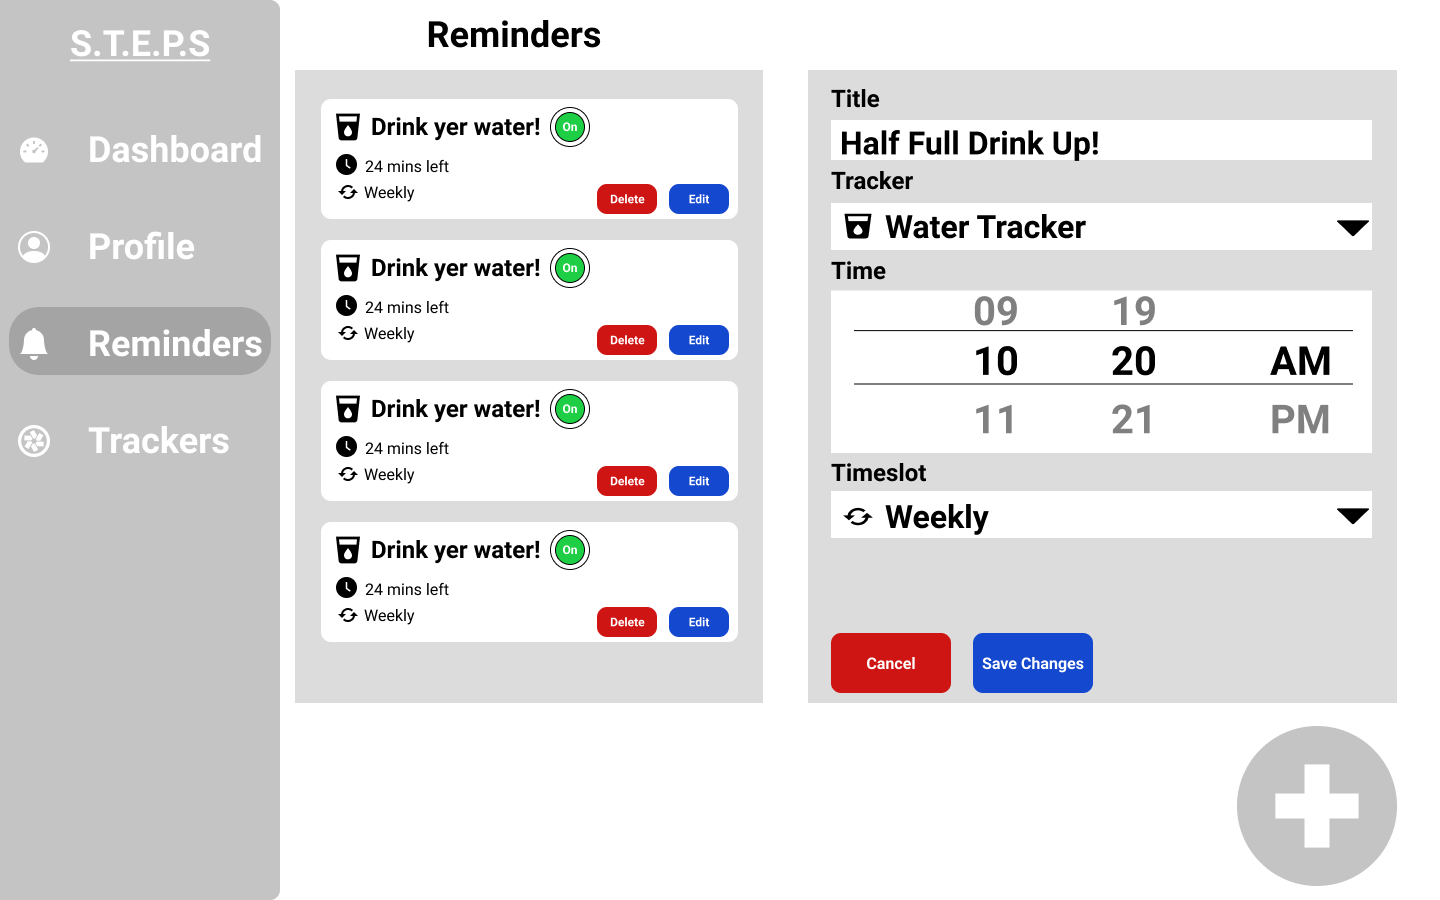 S.T.E.P.S
Dashboard
Profile
Reminders
Trackers
Reminders
Drink yer water! On
24 mins left
Weekly
Delete Edit
Drink yer water! On
24 mins left
Weekly
Delete Edit
Drink yer water! On
24 mins left
Weekly
Delete Edit
Drink yer water! On
24 mins left
Weekly
Delete Edit
Title
Half Full Drink Up!
Tracker
Water Tracker
Time
09 19
10 20 AM
11 21 PM
Timeslot
Weekly
Cancel Save Changes